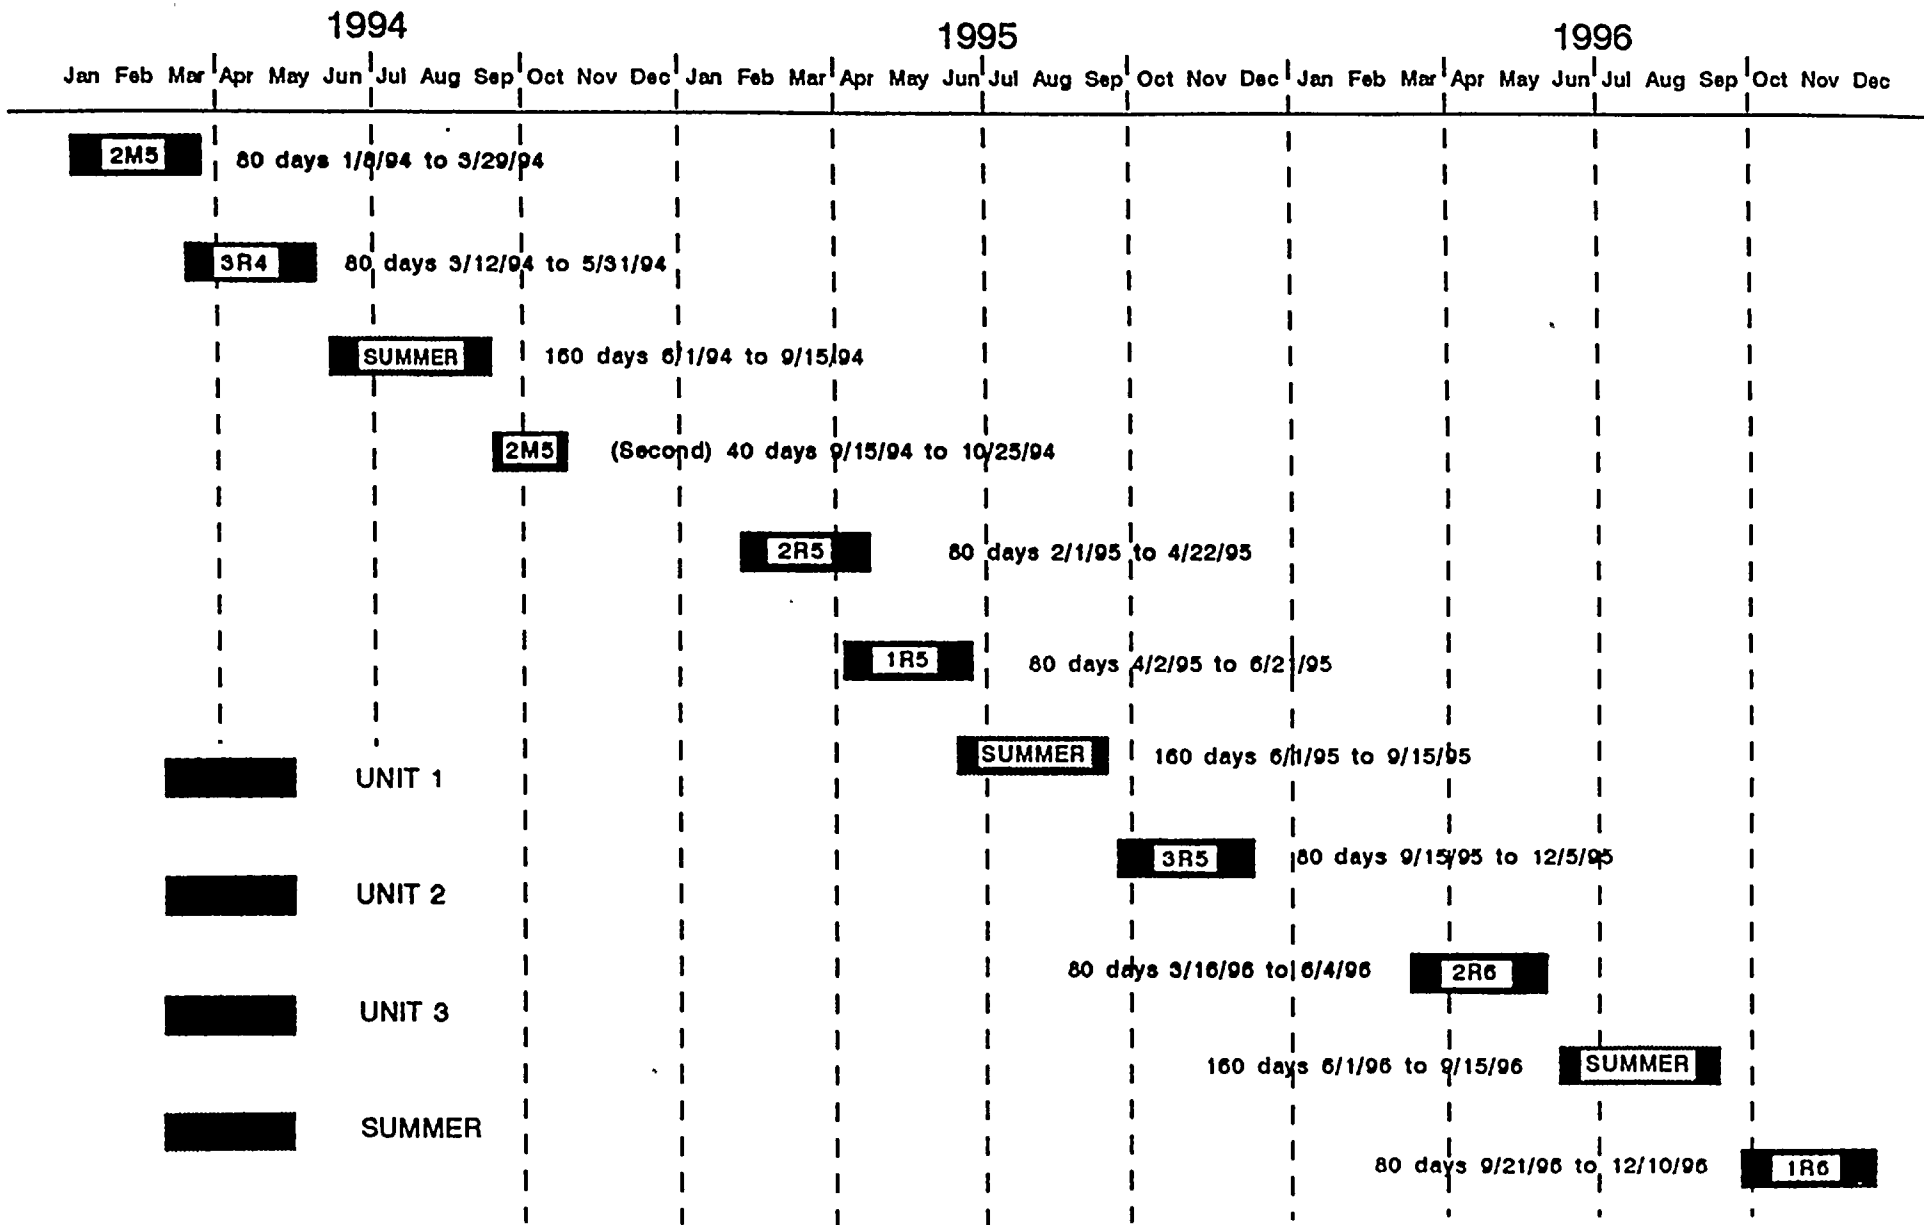 1994 1995 1996
Jan Feb Mar Apr May Jun Jul Aug Sep Oct Nov Dec Jan Feb Mar Apr May Jun Jul Aug Sep Oct Nov Dec Jan Feb Mar Apr May Jun Jul Aug Sep Oct Nov Dec
2M5 80 days 1/8/94 to 3/29/94
3R4 80 days 3/12/94 to 5/31/94
SUMMER 160 days 6/1/94 to 9/15/94
2M5 (Second) 40 days 9/15/94 to 10/25/94
2R5 80 days 2/1/95 to 4/22/95
1R5 80 days 4/2/95 to 6/21/95
SUMMER 160 days 6/1/95 to 9/15/95
UNIT 1
3R5 80 days 9/15/95 to 12/5/95
UNIT 2
80 days 3/16/96 to 6/4/96 2R6
UNIT 3
160 days 6/1/96 to 9/15/96 SUMMER
SUMMER
80 days 9/21/96 to 12/10/96 1R6